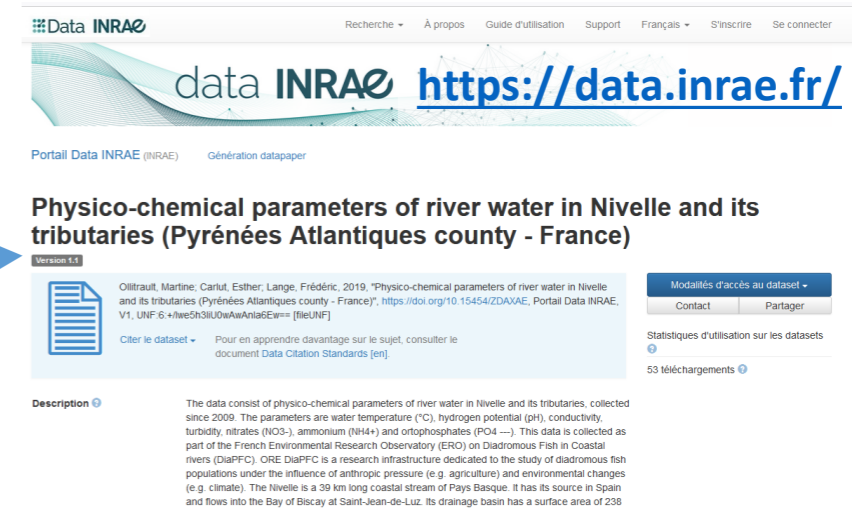 Data INRAE
Recherche À propos Guide d'utilisation Support Français S'inscrire Se connecter
data INRAE https://data.inrae.fr/
Portail Data INRAE (INRAE) Génération datapaper
Physico-chemical parameters of river water in Nivelle and its
tributaries (Pyrénées Atlantiques county - France)
Version 1.1
Ollitrault, Martine; Carlut, Esther; Lange, Frédéric, 2019, "Physico-chemical parameters of river water in Nivelle
and its tributaries (Pyrénées Atlantiques county - France)", https://doi.org/10.15454/ZDAXAE, Portail Data INRAE,
V1, UNF:6:+/Iwe5h3liU0wAwAnIa6Ew== [fileUNF]
Citer le dataset Pour en apprendre davantage sur le sujet, consulter le
document Data Citation Standards [en].
Modalités d'accès au dataset
Contact Partager
Statistiques d'utilisation sur les datasets
53 téléchargements
Description The data consist of physico-chemical parameters of river water in Nivelle and its tributaries, collected
since 2009. The parameters are water temperature (°C), hydrogen potential (pH), conductivity,
turbidity, nitrates (NO3-), ammonium (NH4+) and ortophosphates (PO4 ---). This data is collected as
part of the French Environmental Research Observatory (ERO) on Diadromous Fish in Coastal
rivers (DiaPFC). ORE DiaPFC is a research infrastructure dedicated to the study of diadromous fish
populations under the influence of anthropic pressure (e.g. agriculture) and environmental changes
(e.g. climate). The Nivelle is a 39 km long coastal stream of Pays Basque. It has its source in Spain
and flows into the Bay of Biscay at Saint-Jean-de-Luz. Its drainage basin has a surface area of 238